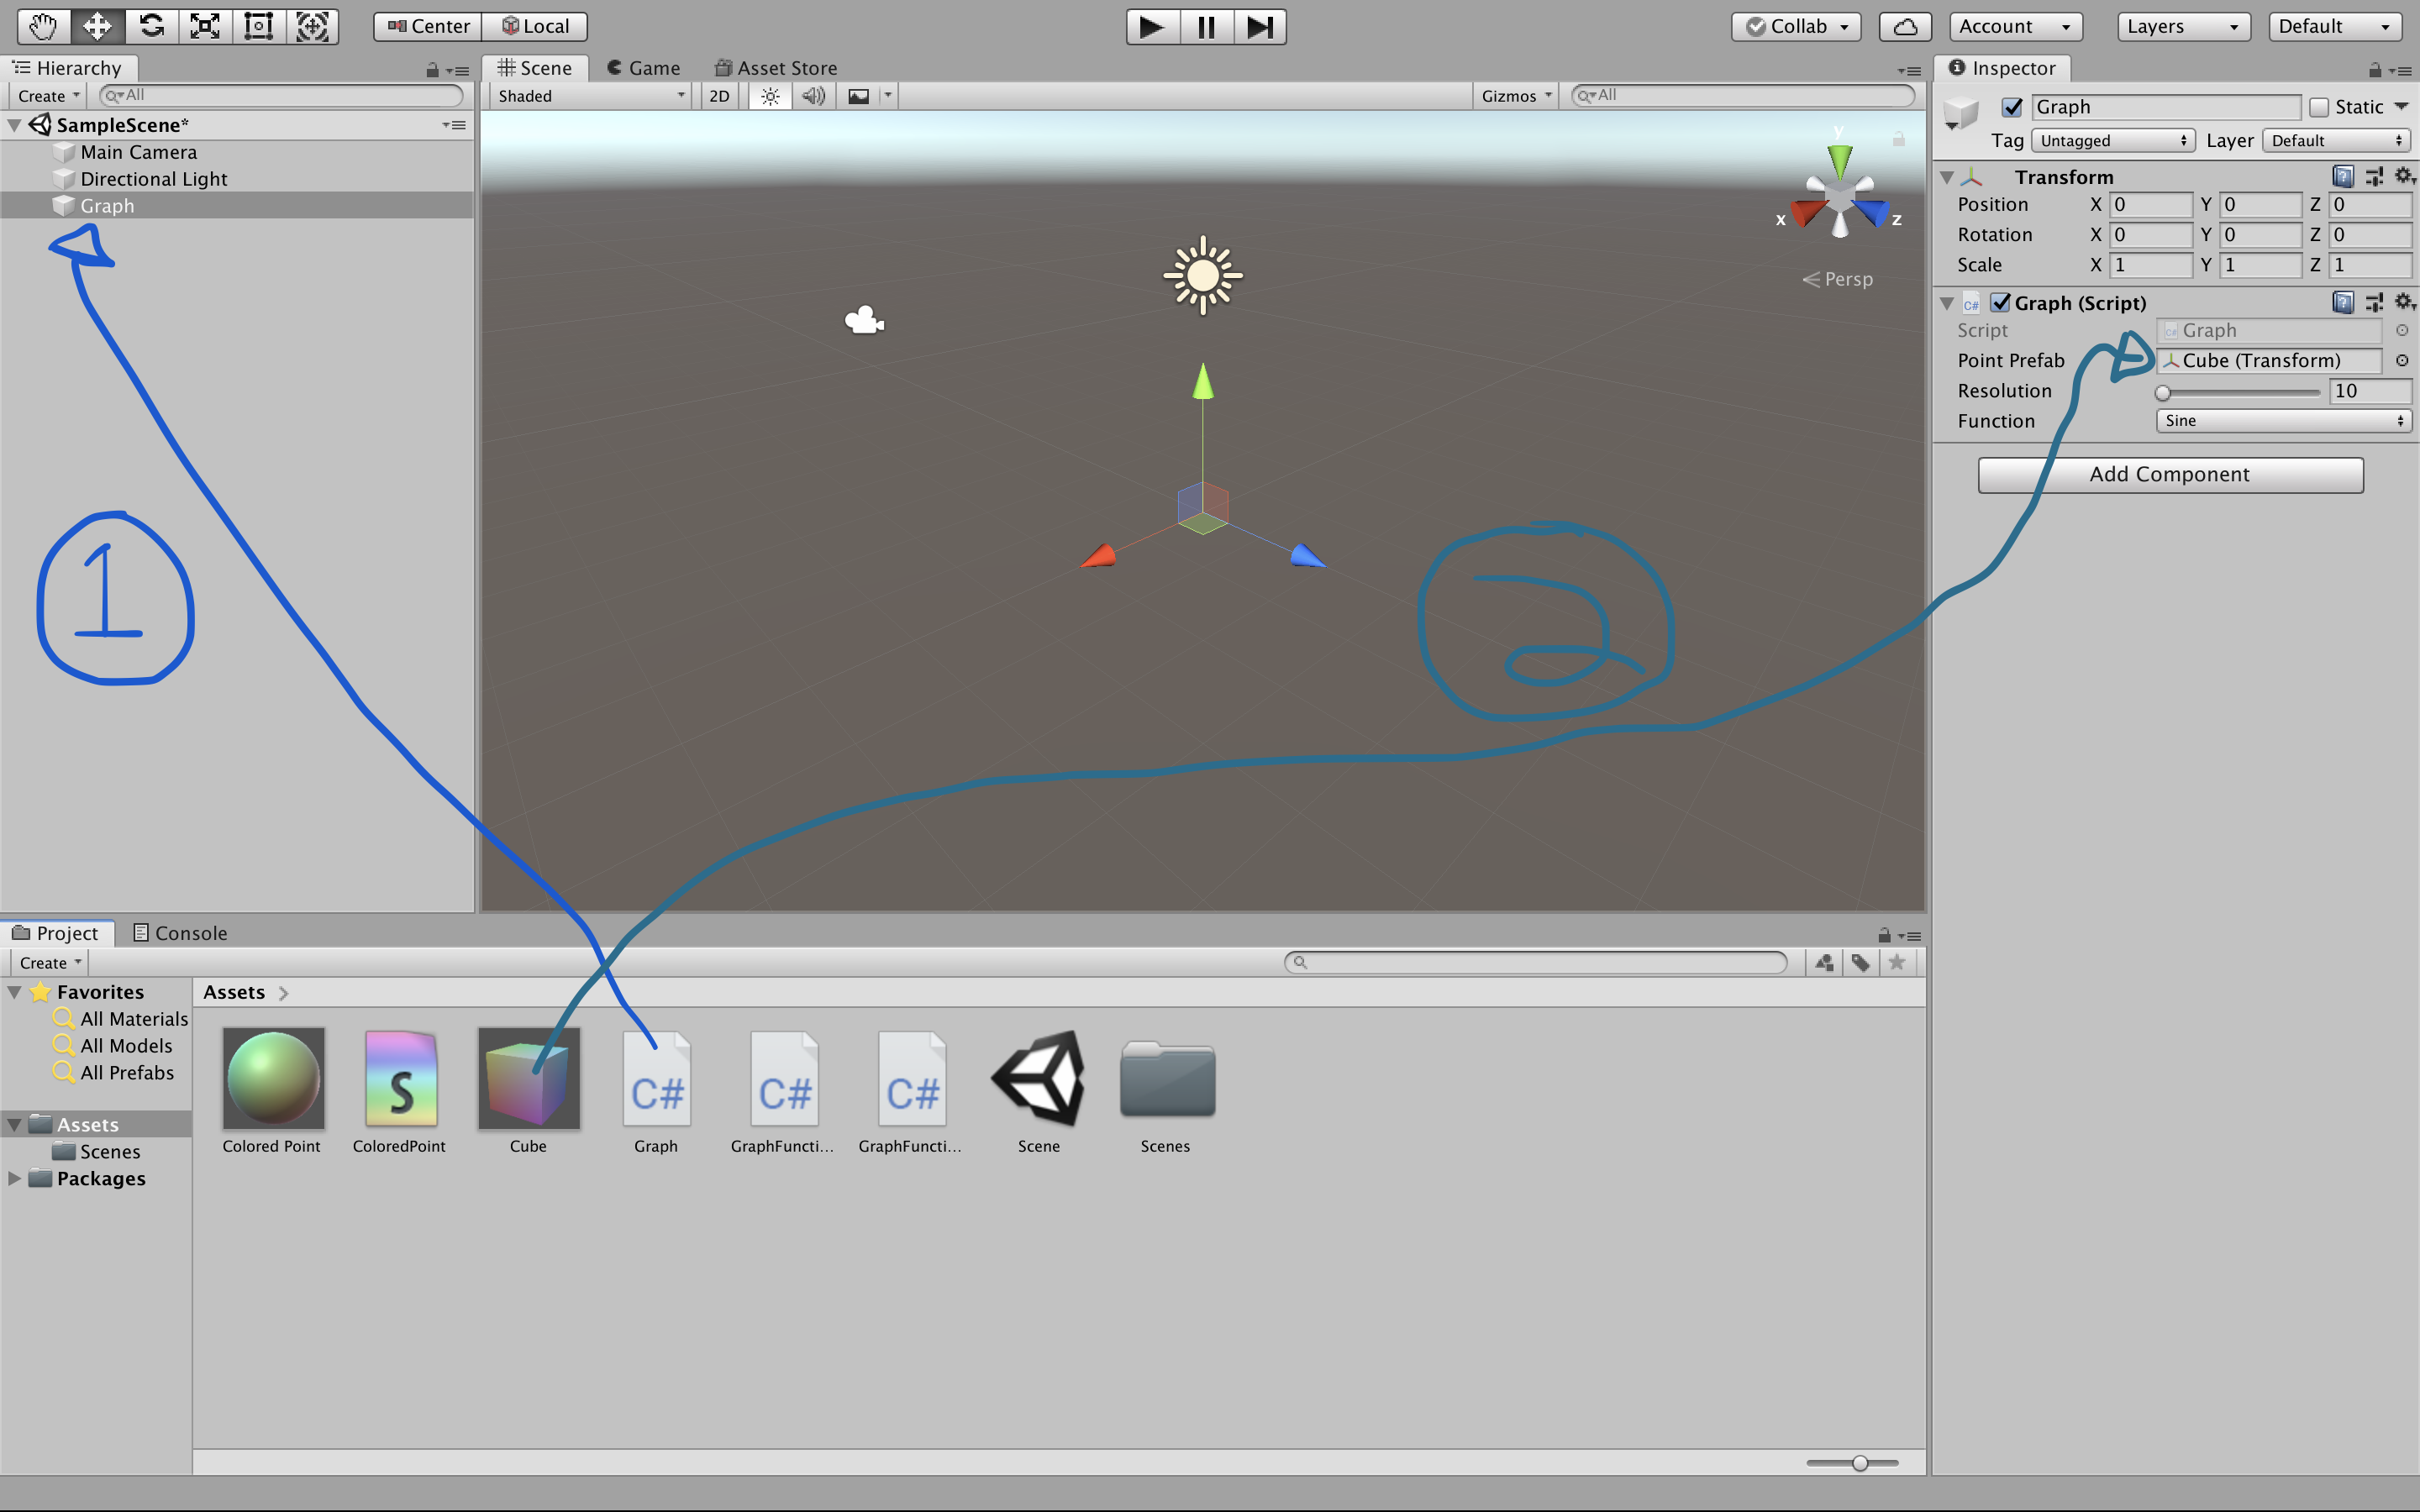 Center Local Collab Account Layers Default
Hierarchy
Create All
SampleScene*
Main Camera
Directional Light
Graph
1
Scene Game Asset Store
Shaded 2D Gizmos All
y
x z
Persp
2
Inspector
Graph Static
Tag Untagged Layer Default
Transform
Position X 0 Y 0 Z 0
Rotation X 0 Y 0 Z 0
Scale X 1 Y 1 Z 1
C# Graph (Script)
Script Graph
Point Prefab Cube (Transform)
Resolution 10
Function Sine
Add Component
Project Console
Create
Favorites
All Materials
All Models
All Prefabs
Assets
Scenes
Packages
Assets
S C# C# C#
Colored Point ColoredPoint Cube Graph GraphFuncti... GraphFuncti... Scene Scenes